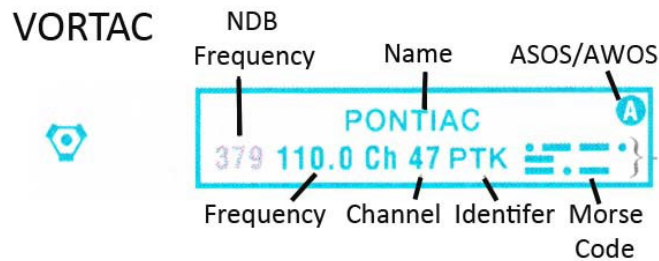 VORTAC
NDB
Frequency
Name
ASOS/AWOS
A
PONTIAC
379 110.0 Ch 47 PTK
Frequency
Channel
Identifer
Morse
Code